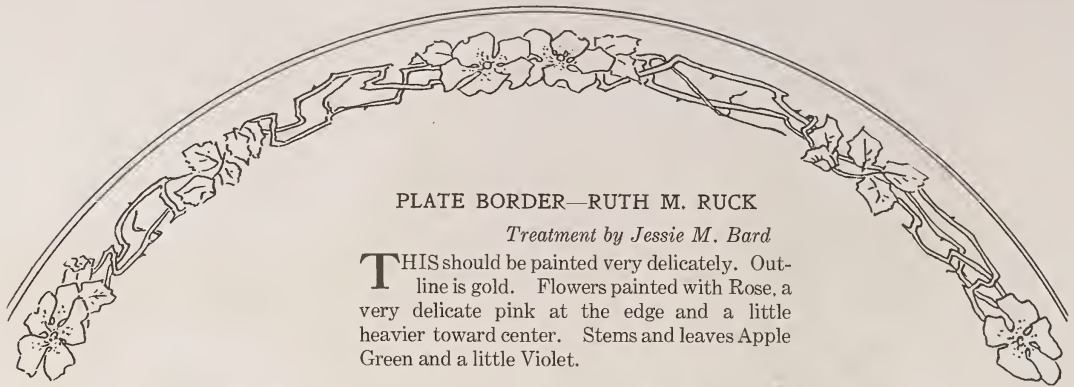 PLATE BORDER—RUTH M. RUCK
Treatment by Jessie M. Bard
THIS should be painted very delicately. Out-
line is gold. Flowers painted with Rose, a
very delicate pink at the edge and a little
heavier toward center. Stems and leaves Apple
Green and a little Violet.